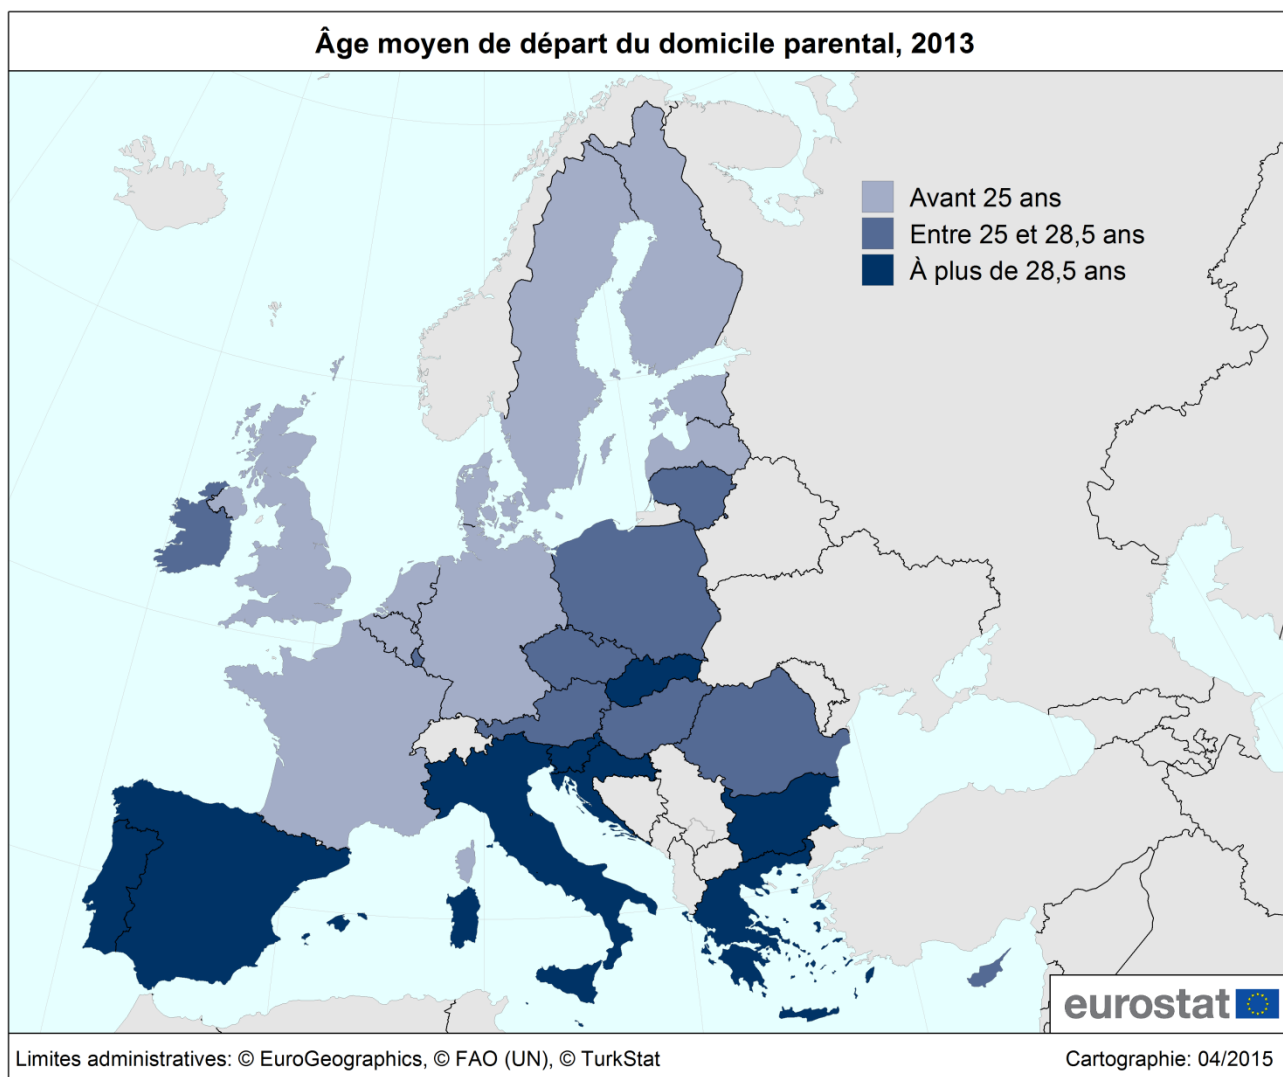 Âge moyen de départ du domicile parental, 2013
Avant 25 ans
Entre 25 et 28,5 ans
À plus de 28,5 ans
eurostat
Limites administratives: © EuroGeographics, © FAO (UN), © TurkStat
Cartographie: 04/2015